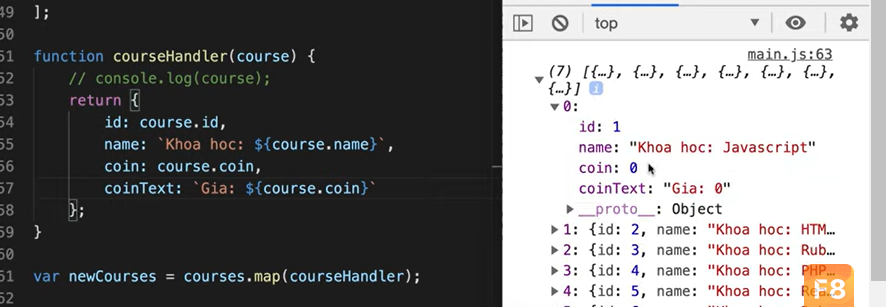 49 ];
50
51 function courseHandler(course) {
52 // console.log(course);
53 return {
54 id: course.id,
55 name: `Khoa hoc: ${course.name}`,
56 coin: course.coin,
57 coinText: `Gia: ${course.coin}`
58 };
59 }
60
61 var newCourses = courses.map(courseHandler);
62
top
main.js:63
(7) [{…}, {…}, {…}, {…}, {…}, {…},
{…}] i
0:
id: 1
name: "Khoa hoc: Javascript"
coin: 0
coinText: "Gia: 0"
__proto__: Object
1: {id: 2, name: "Khoa hoc: HTM…
2: {id: 3, name: "Khoa hoc: Rub…
3: {id: 4, name: "Khoa hoc: PHP…
4: {id: 5, name: "Khoa hoc: Rea…
F8